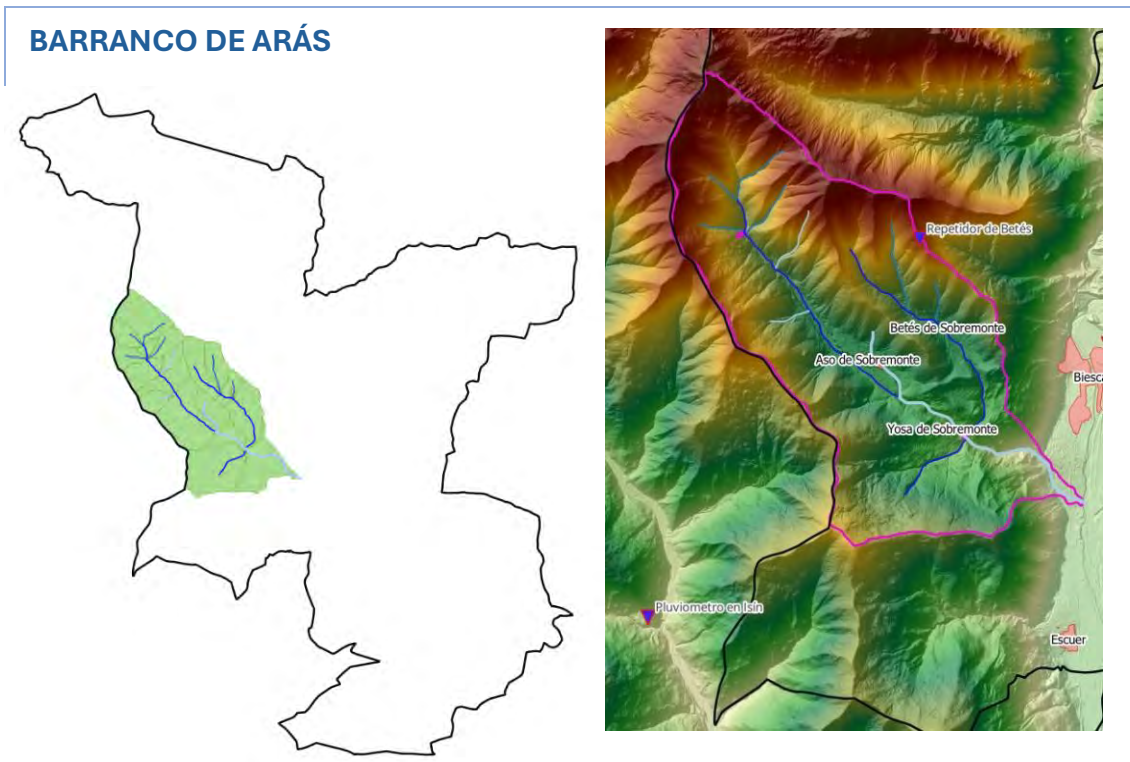 BARRANCO DE ARÁS
Repetidor de Betés
Betés de Sobremonte
Aso de Sobremonte
Biesca
Yosa de Sobremonte
Pluviometro en Isín
Escuer